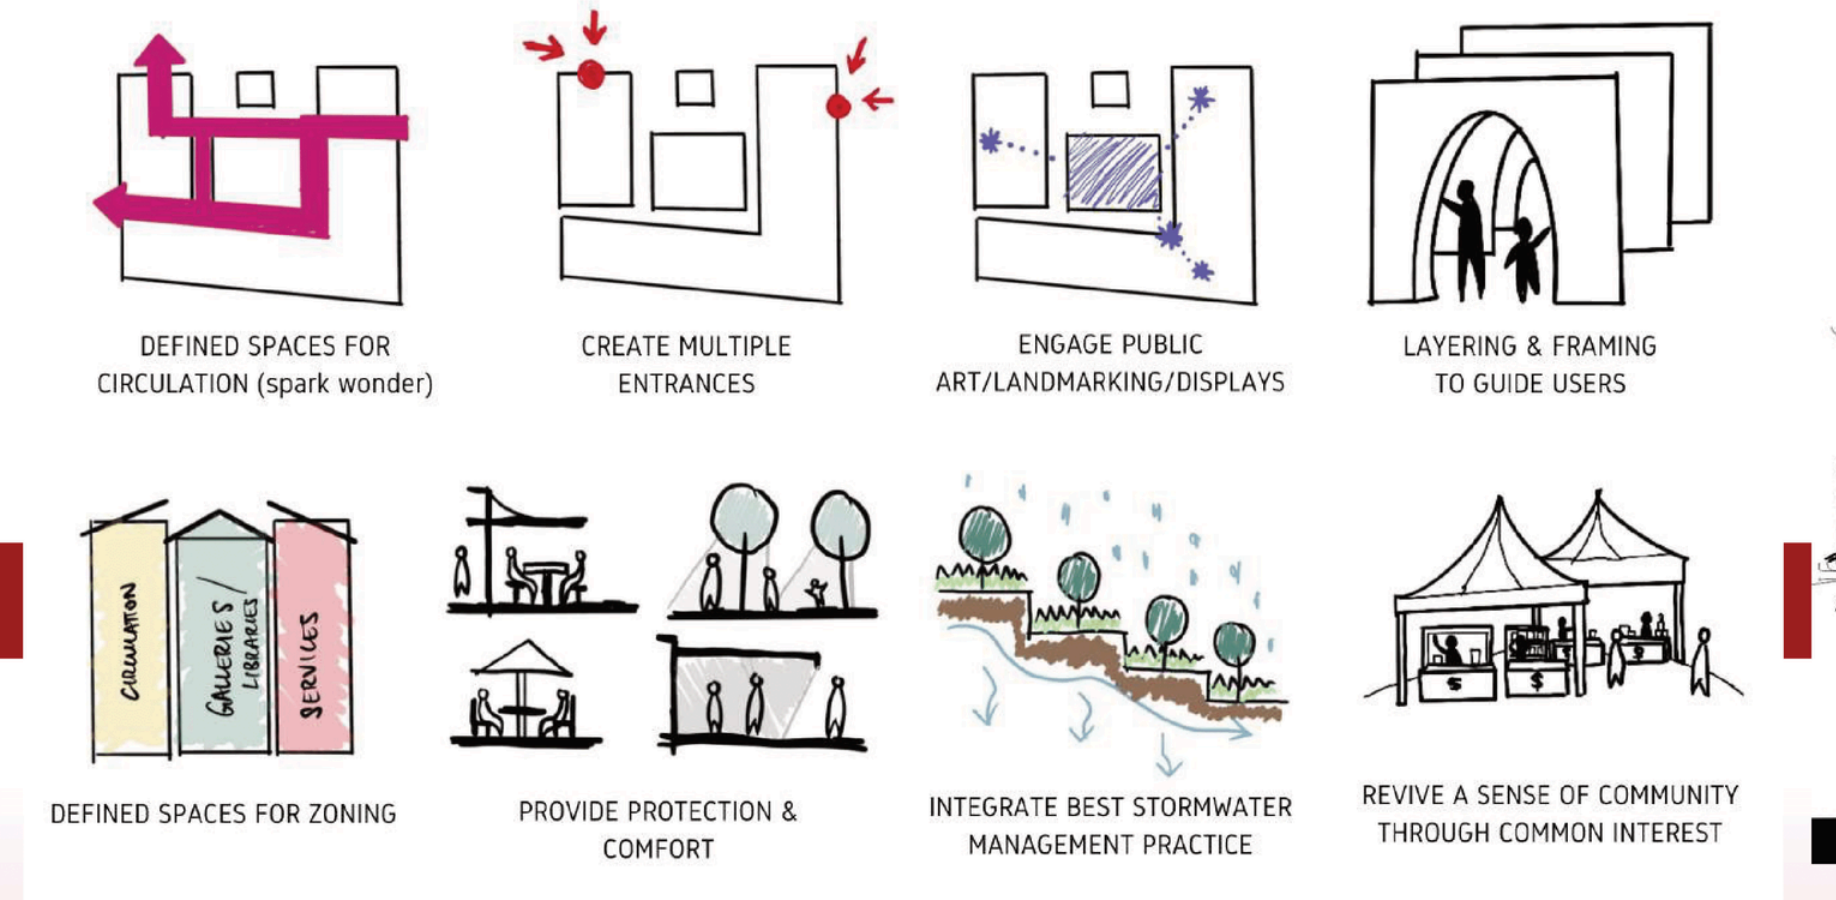 DEFINED SPACES FOR
CIRCULATION (spark wonder)
CREATE MULTIPLE
ENTRANCES
ENGAGE PUBLIC
ART/LANDMARKING/DISPLAYS
LAYERING & FRAMING
TO GUIDE USERS
CIRCULATION
GALLERIES /
LIBRARIES
SERVICES
$
$
DEFINED SPACES FOR ZONING
PROVIDE PROTECTION &
COMFORT
INTEGRATE BEST STORMWATER
MANAGEMENT PRACTICE
REVIVE A SENSE OF COMMUNITY
THROUGH COMMON INTEREST